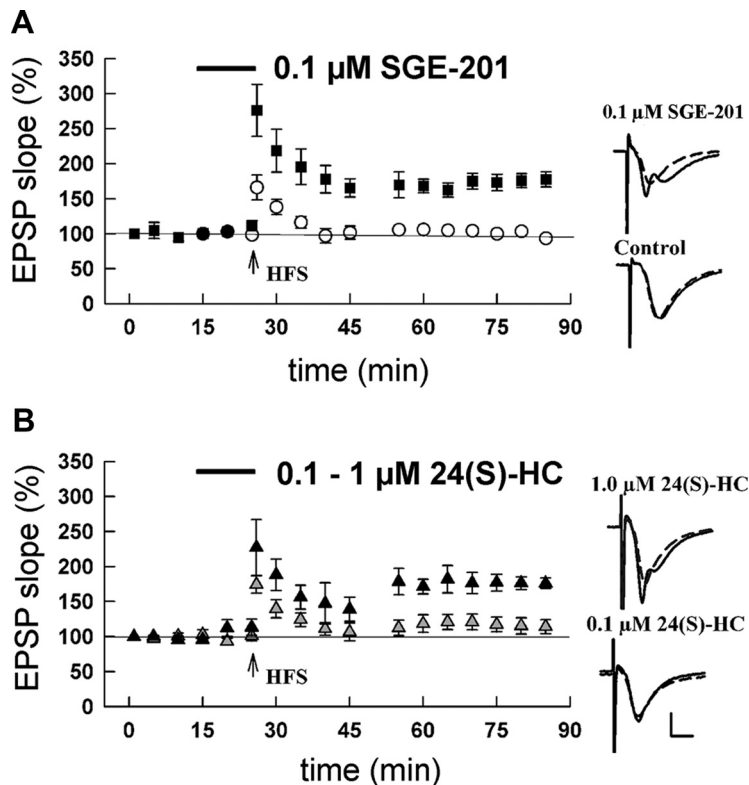 A
0.1 µM SGE-201
EPSP slope (%)
350
300
250
200
150
100
50
0
HFS
0 15 30 45 60 75 90
time (min)
0.1 µM SGE-201
Control
B
0.1 - 1 µM 24(S)-HC
EPSP slope (%)
350
300
250
200
150
100
50
0
HFS
0 15 30 45 60 75 90
time (min)
1.0 µM 24(S)-HC
0.1 µM 24(S)-HC